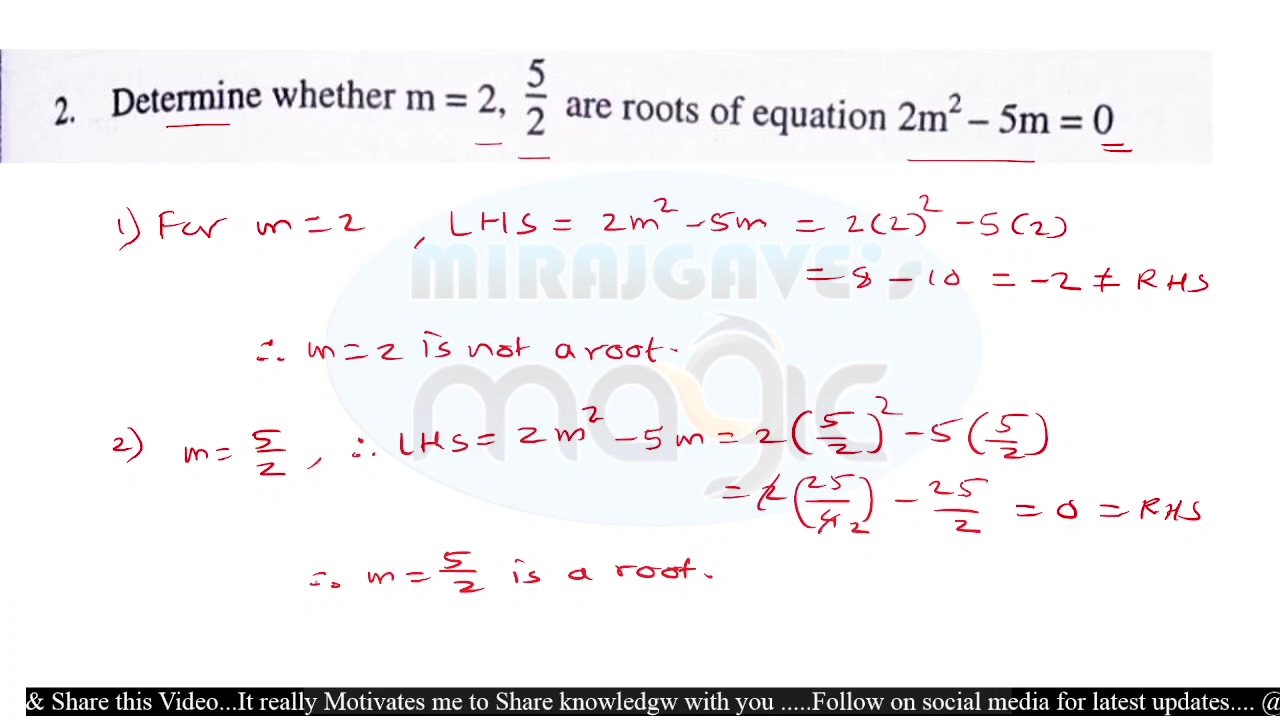 2. Determine whether m = 2, 5/2 are roots of equation 2m² – 5m = 0
1) For m = 2 , LHS = 2m² - 5m = 2(2)² - 5(2)
= 8 - 10 = -2 ≠ RHS
MIRAJGAVE's
∴ m = 2 is not a root.
magic
2) m = 5/2 , ∴ LHS = 2m² - 5m = 2(5/2)² - 5(5/2)
= 2(25/4 2) - 25/2 = 0 = RHS
∴ m = 5/2 is a root.
& Share this Video...It really Motivates me to Share knowledgw with you .....Follow on social media for latest updates.... @